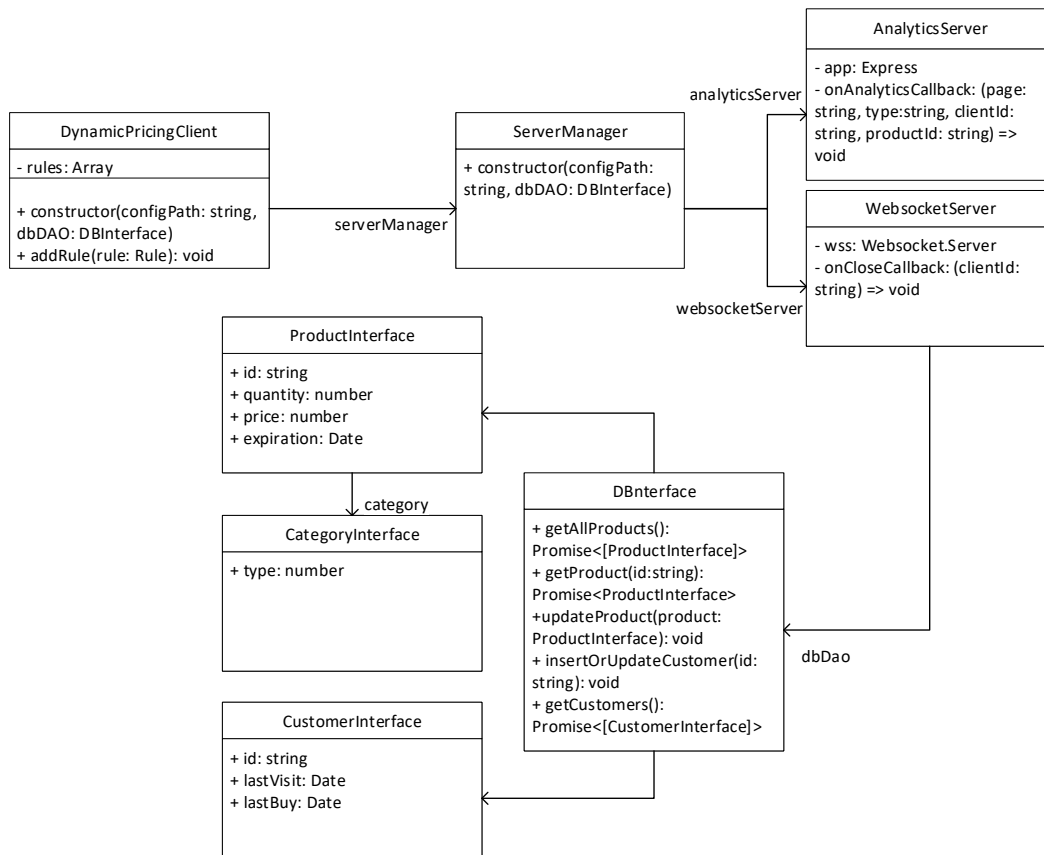 DynamicPricingClient
- rules: Array
+ constructor(configPath: string,
dbDAO: DBInterface)
+ addRule(rule: Rule): void
serverManager
ServerManager
+ constructor(configPath:
string, dbDAO: DBInterface)
analyticsServer
AnalyticsServer
- app: Express
- onAnalyticsCallback: (page:
string, type:string, clientId:
string, productId: string) =>
void
websocketServer
WebsocketServer
- wss: Websocket.Server
- onCloseCallback: (clientId:
string) => void
ProductInterface
+ id: string
+ quantity: number
+ price: number
+ expiration: Date
category
CategoryInterface
+ type: number
DBnterface
+ getAllProducts():
Promise<[ProductInterface]>
+ getProduct(id:string):
Promise<ProductInterface>
+updateProduct(product:
ProductInterface): void
+ insertOrUpdateCustomer(id:
string): void
+ getCustomers():
Promise<[CustomerInterface]>
dbDao
CustomerInterface
+ id: string
+ lastVisit: Date
+ lastBuy: Date